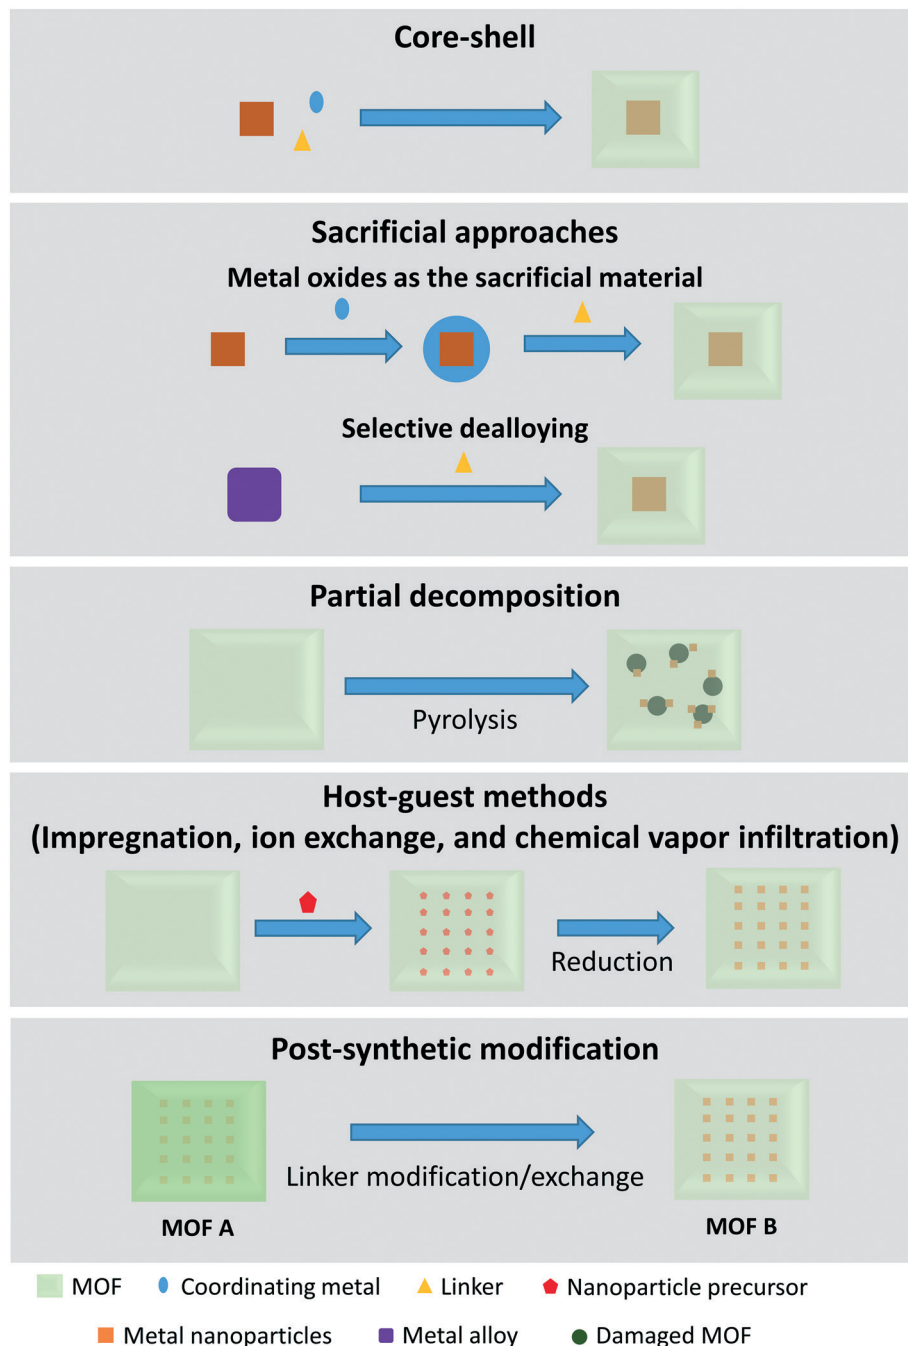 Core-shell
Sacrificial approaches
Metal oxides as the sacrificial material
Selective dealloying
Partial decomposition
Pyrolysis
Host-guest methods
(Impregnation, ion exchange, and chemical vapor infiltration)
Reduction
Post-synthetic modification
Linker modification/exchange
MOF A
MOF B
MOF Coordinating metal Linker Nanoparticle precursor
Metal nanoparticles Metal alloy Damaged MOF